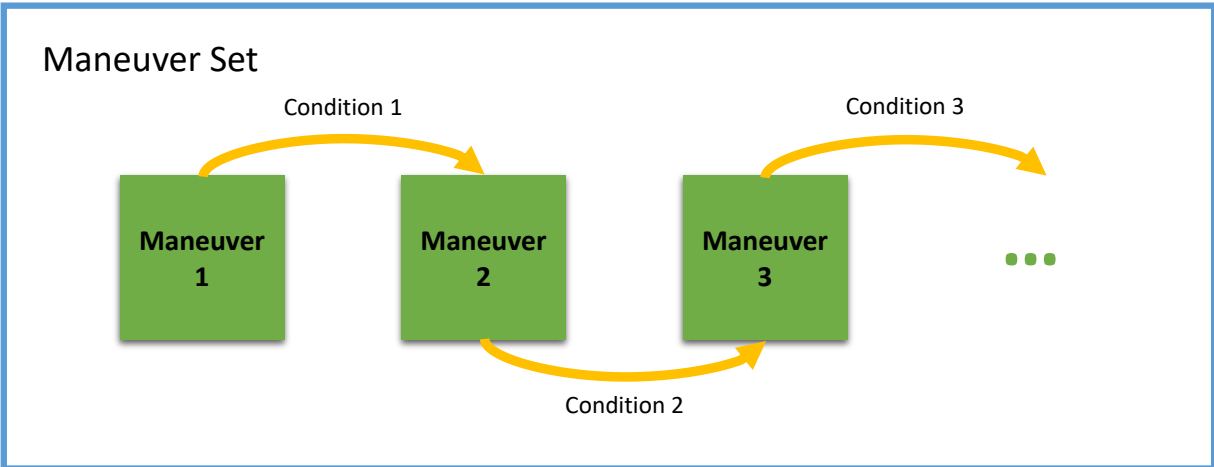 Maneuver Set
Condition 1
Condition 3
Maneuver
1
Maneuver
2
Maneuver
3
...
Condition 2